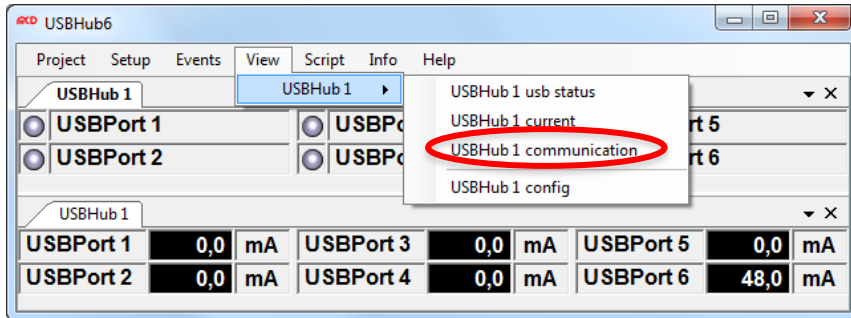 MCD USBHub6
Project Setup Events View Script Info Help
USBHub 1
USBHub 1 usb status
USBHub 1 current
USBHub 1 communication
USBHub 1 config
USBHub 1
USBPort 1 USBPo rt 5
USBPort 2 USBPo rt 6
USBHub 1
USBPort 1 0,0 mA USBPort 3 0,0 mA USBPort 5 0,0 mA
USBPort 2 0,0 mA USBPort 4 0,0 mA USBPort 6 48,0 mA